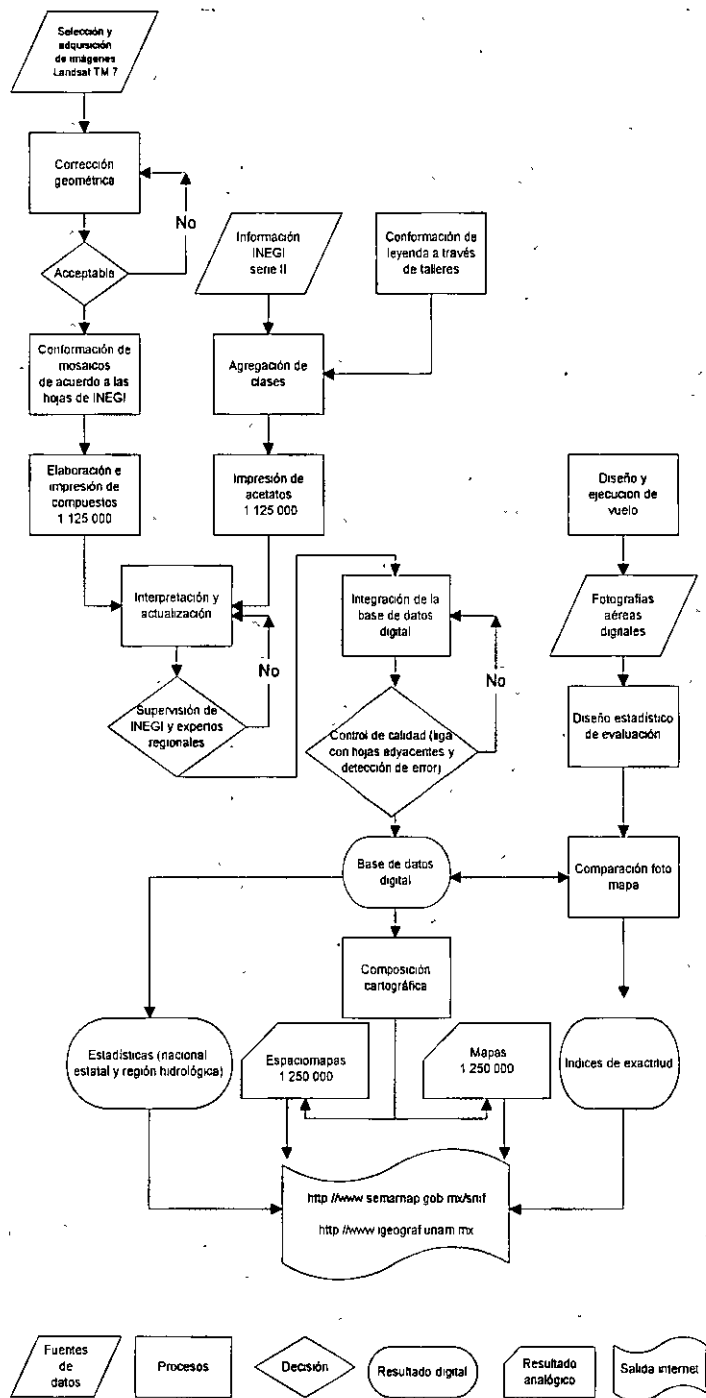 Selección y
adquisición
de imágenes
Landsat TM 7
Corrección
geométrica
No
Acceptable
Información
INEGI
serie II
Conformación de
leyenda a través
de talleres
Conformación de
mosaicos
de acuerdo a las
hojas de INEGI
Agregación de
clases
Elaboración e
impresión de
compuestos
1 125 000
Impresión de
acetatos
1 125 000
Diseño y
ejecucion de
vuelo
Interpretación y
actualización
No
Integración de la
base de datos
digital
No
Fotografías
aéreas
digitales
Supervisión de
INEGI y expertos
regionales
Control de calidad (liga
con hojas adyacentes y
detección de error)
Diseño estadístico
de evaluación
Base de datos
digital
Comparación foto
mapa
Composición
cartográfica
Estadísticas (nacional
estatal y región hidrológica)
Espaciomapas
1 250 000
Mapas
1 250 000
Indices de exactitud
http //www semarnap gob mx/snif
http //www igeograf unam mx
Fuentes
de
datos
Procesos
Decisión
Resultado digital
Resultado
analógico
Salida internet